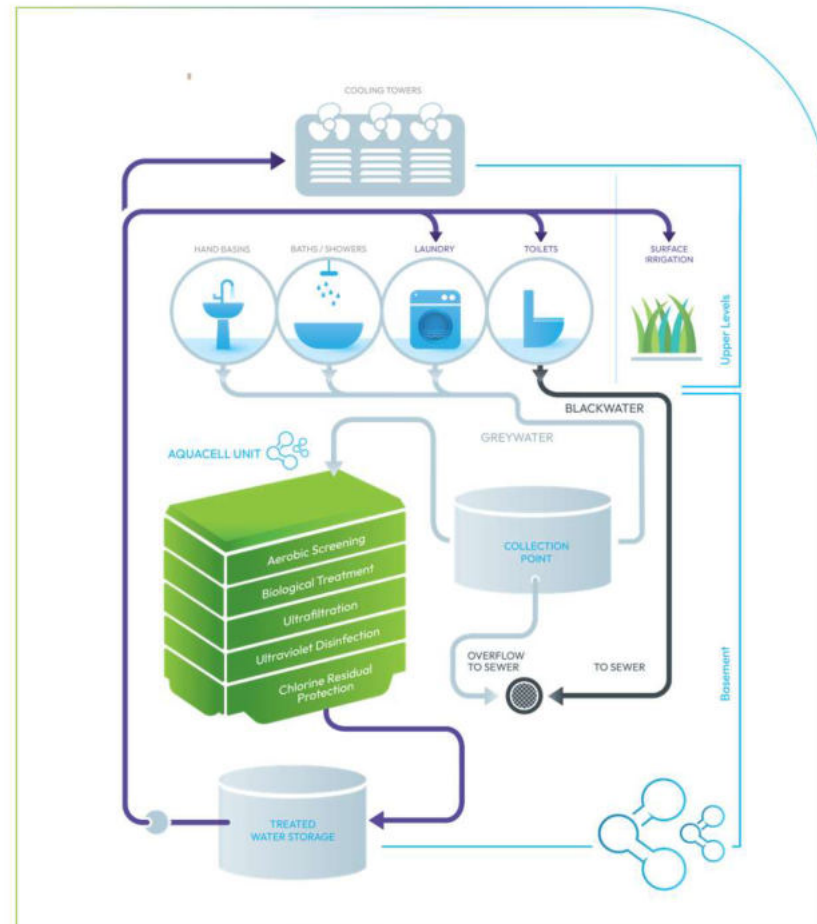 COOLING TOWERS
HAND BASINS
BATHS / SHOWERS
LAUNDRY
TOILETS
SURFACE
IRRIGATION
Upper Levels
BLACKWATER
GREYWATER
AQUACELL UNIT
Aerobic Screening
Biological Treatment
Ultrafiltration
Ultraviolet Disinfection
Chlorine Residual
Protection
COLLECTION
POINT
OVERFLOW
TO SEWER
TO SEWER
Basement
TREATED
WATER STORAGE